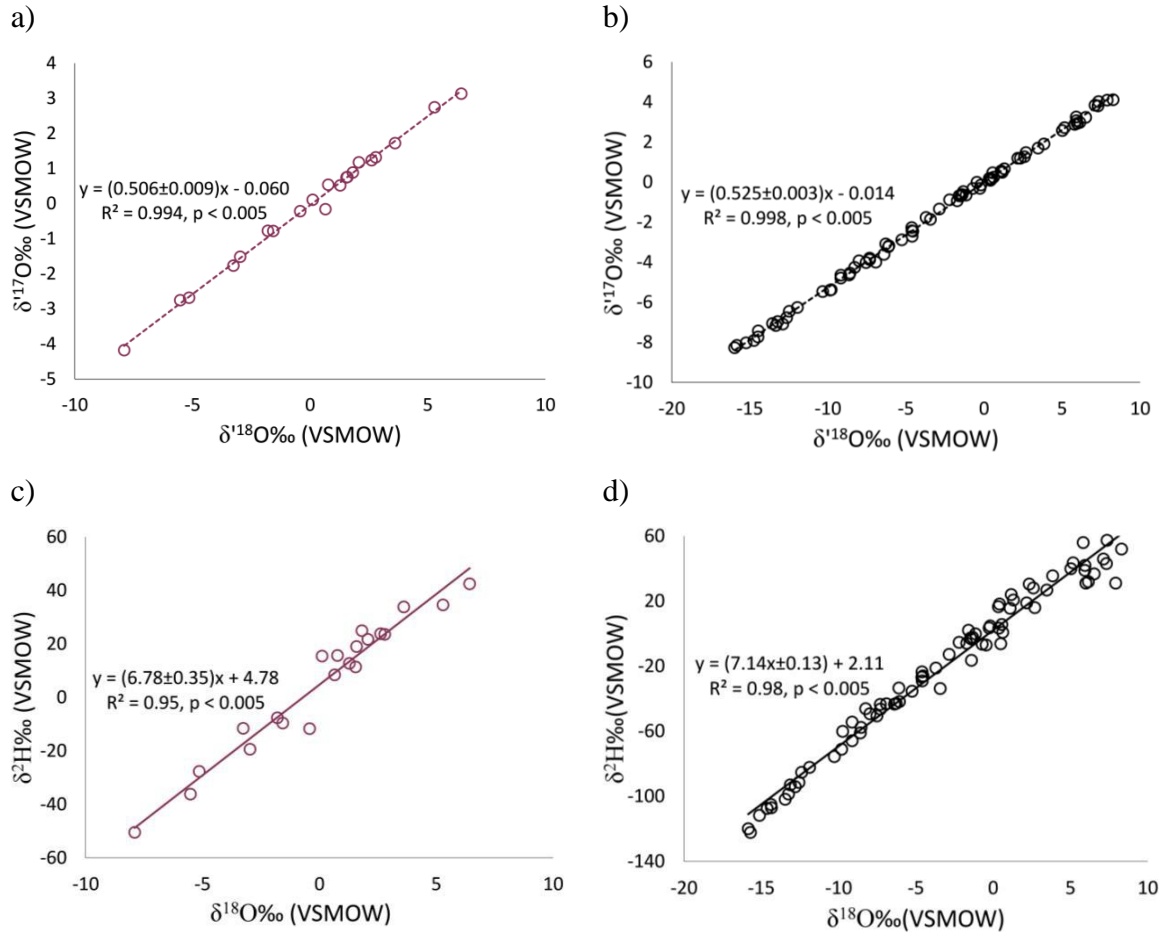 a)
4
3
2
1
0
-1
-2
-3
-4
-5
-10
-5
0
5
10
δ'¹⁷O‰ (VSMOW)
δ'¹⁸O‰ (VSMOW)
y = (0.506±0.009)x - 0.060
R² = 0.994, p < 0.005
b)
6
4
2
0
-2
-4
-6
-8
-10
-20
-15
-10
-5
0
5
10
δ'¹⁷O‰ (VSMOW)
δ'¹⁸O‰ (VSMOW)
y = (0.525±0.003)x - 0.014
R² = 0.998, p < 0.005
c)
60
40
20
0
-20
-40
-60
-10
-5
0
5
10
δ²H‰ (VSMOW)
δ¹⁸O‰ (VSMOW)
y = (6.78±0.35)x + 4.78
R² = 0.95, p < 0.005
d)
60
20
-20
-60
-100
-140
-20
-15
-10
-5
0
5
10
δ²H‰(VSMOW)
δ¹⁸O‰(VSMOW)
y = (7.14x±0.13) + 2.11
R² = 0.98, p < 0.005